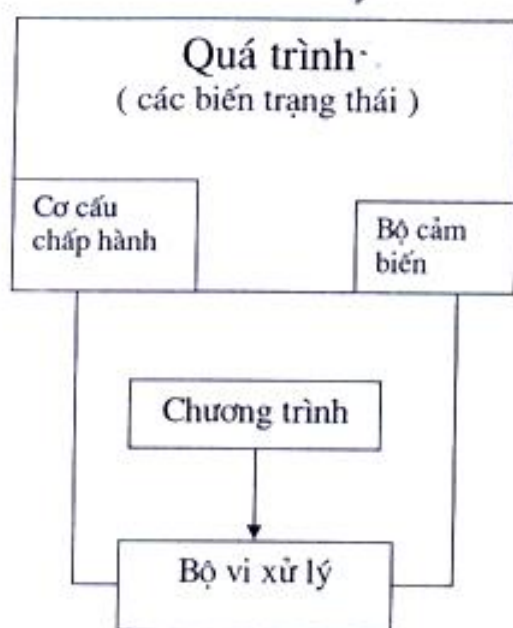 Quá trình
( các biến trạng thái )
Cơ cấu
chấp hành
Bộ cảm
biến
Chương trình
Bộ vi xử lý